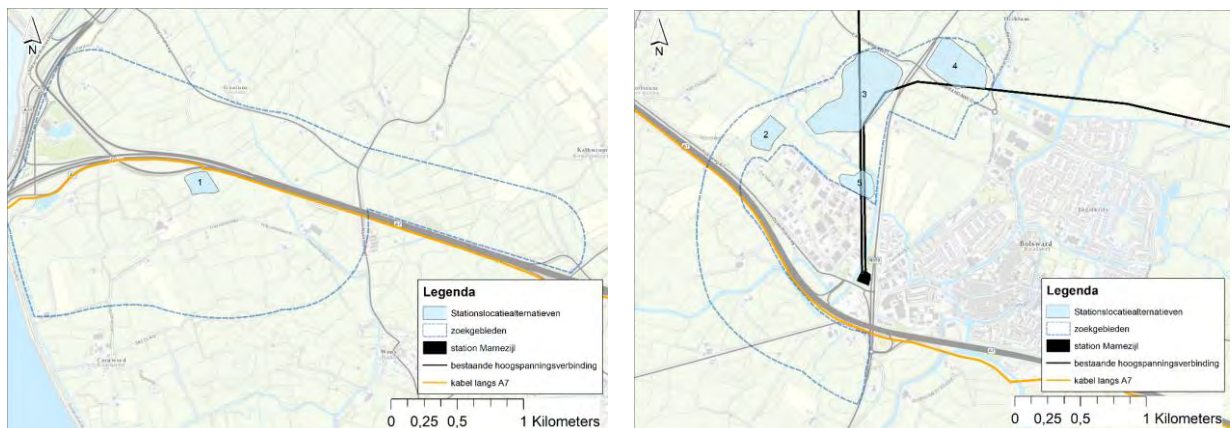 N
A7
1
Legenda
Stationslocatiealternatieven
zoekgebieden
station Marnezijl
bestaande hoogspanningsverbinding
kabel langs A7
0 0,25 0,5 1 Kilometers
N
4
3
2
A7
5
Bolsward
Legenda
Stationslocatiealternatieven
zoekgebieden
station Marnezijl
bestaande hoogspanningsverbinding
kabel langs A7
0 0,25 0,5 1 Kilometers